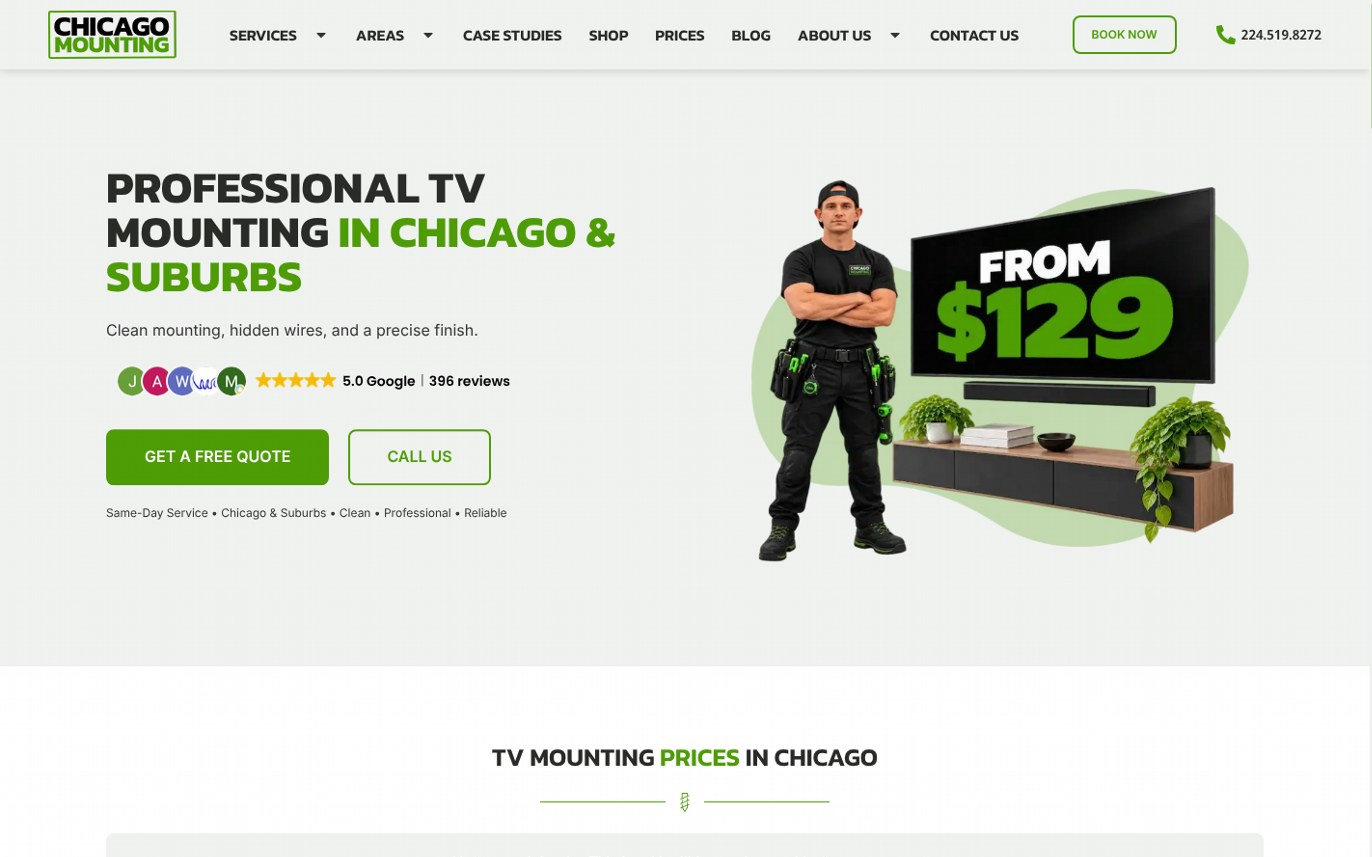 CHICAGO
MOUNTING
SERVICES
AREAS
CASE STUDIES
SHOP
PRICES
BLOG
ABOUT US
CONTACT US
BOOK NOW
224.519.8272
PROFESSIONAL TV
MOUNTING IN CHICAGO &
SUBURBS
Clean mounting, hidden wires, and a precise finish.
J A W M
5.0 Google | 396 reviews
GET A FREE QUOTE
CALL US
Same-Day Service • Chicago & Suburbs • Clean • Professional • Reliable
CHICAGO
MOUNTING
FROM
$129
TV MOUNTING PRICES IN CHICAGO